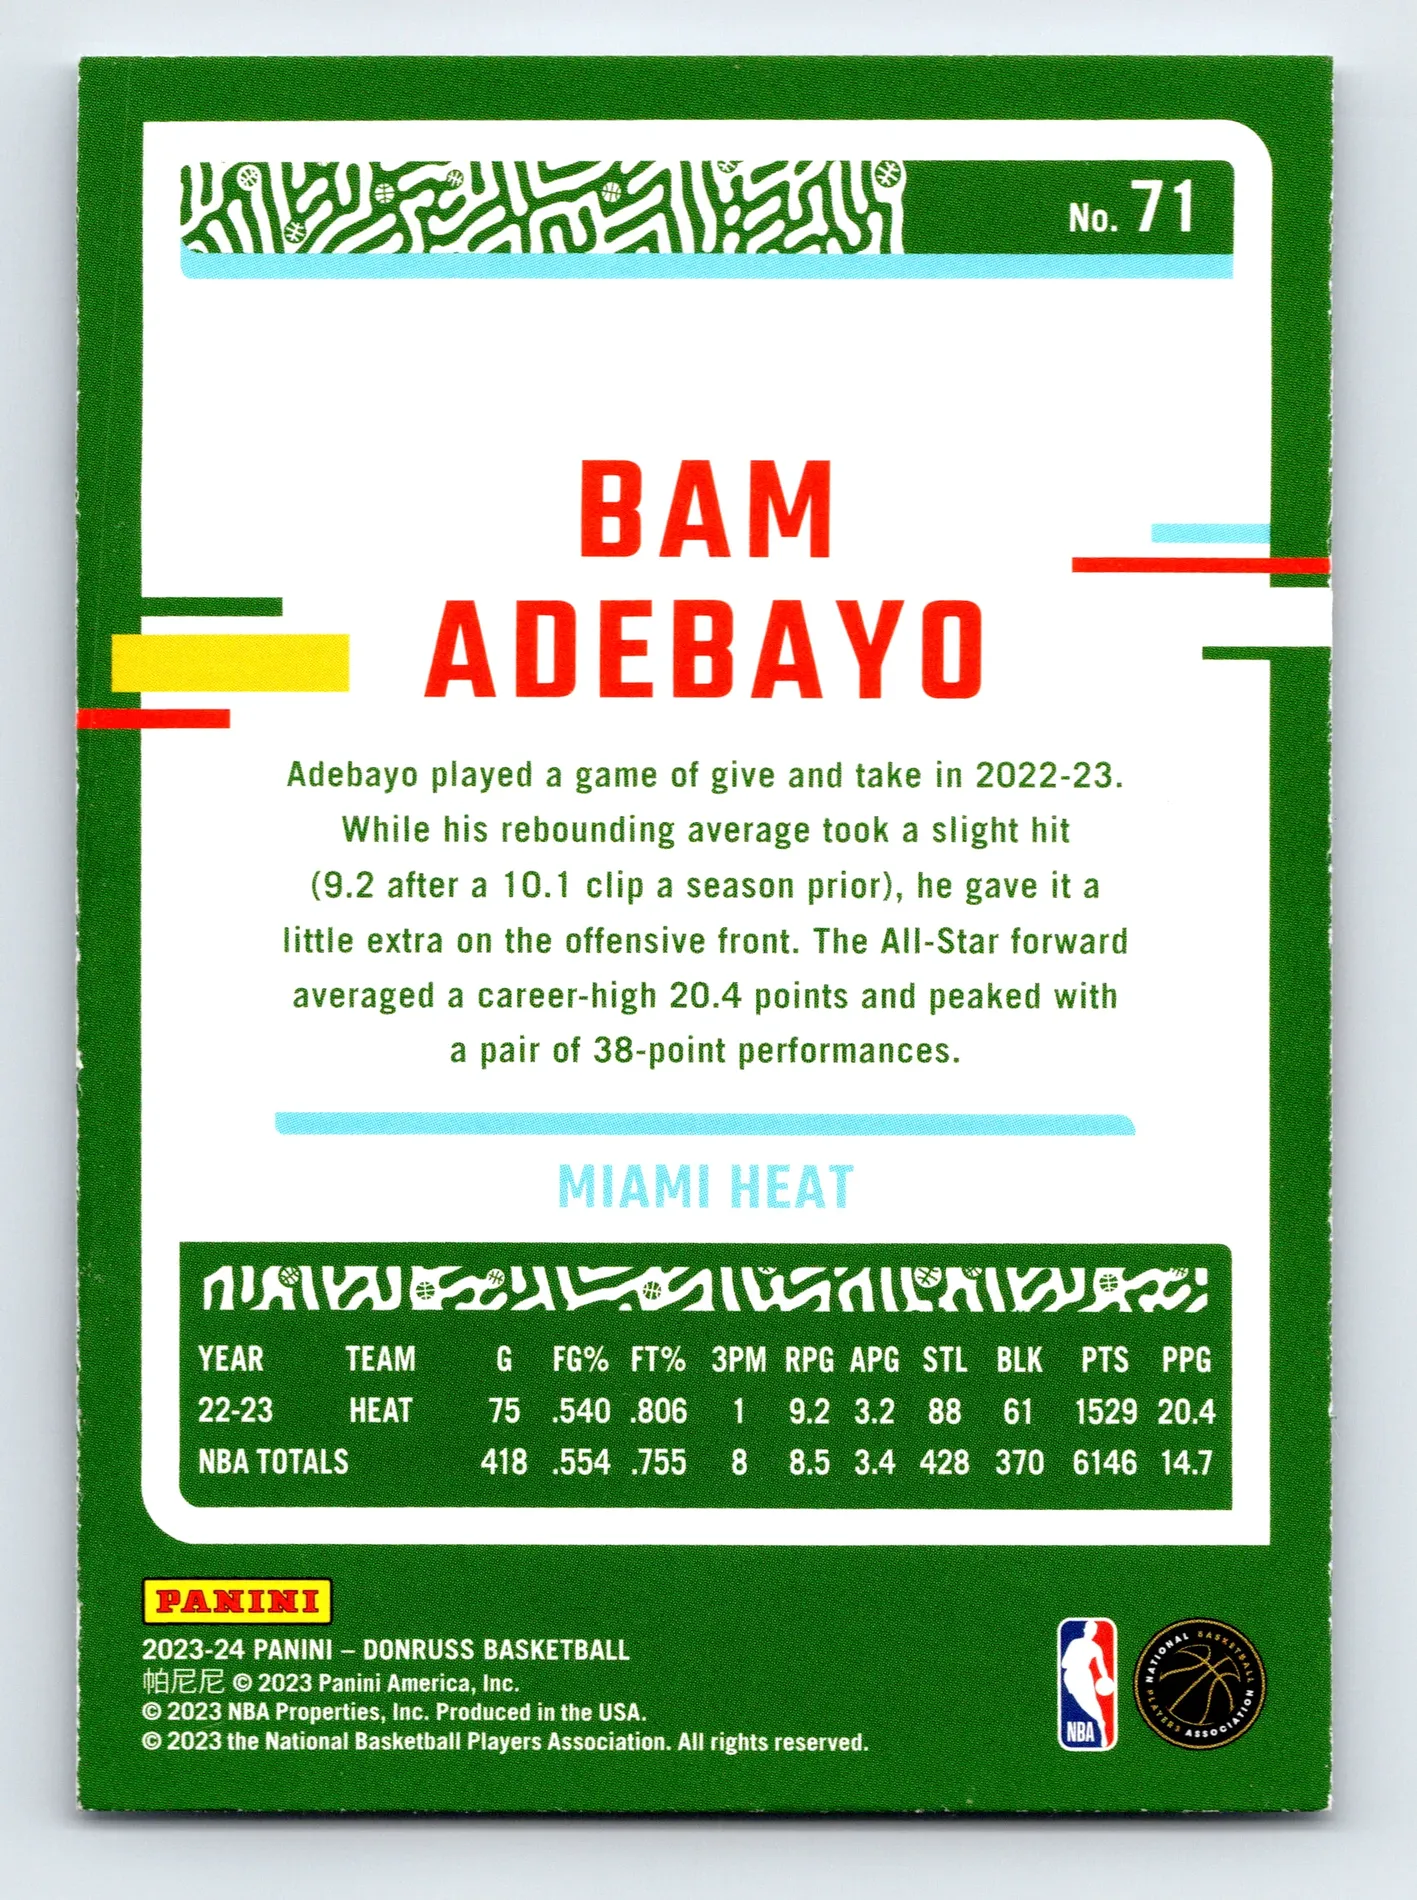 No. 71
BAM
ADEBAYO
Adebayo played a game of give and take in 2022-23.
While his rebounding average took a slight hit
(9.2 after a 10.1 clip a season prior), he gave it a
little extra on the offensive front. The All-Star forward
averaged a career-high 20.4 points and peaked with
a pair of 38-point performances.
MIAMI HEAT
YEAR TEAM G FG% FT% 3PM RPG APG STL BLK PTS PPG
22-23 HEAT 75 .540 .806 1 9.2 3.2 88 61 1529 20.4
NBA TOTALS 418 .554 .755 8 8.5 3.4 428 370 6146 14.7
PANINI
2023-24 PANINI – DONRUSS BASKETBALL
帕尼尼 © 2023 Panini America, Inc.
© 2023 NBA Properties, Inc. Produced in the USA.
© 2023 the National Basketball Players Association. All rights reserved.
NBA
NATIONAL BASKETBALL PLAYERS ASSOCIATION